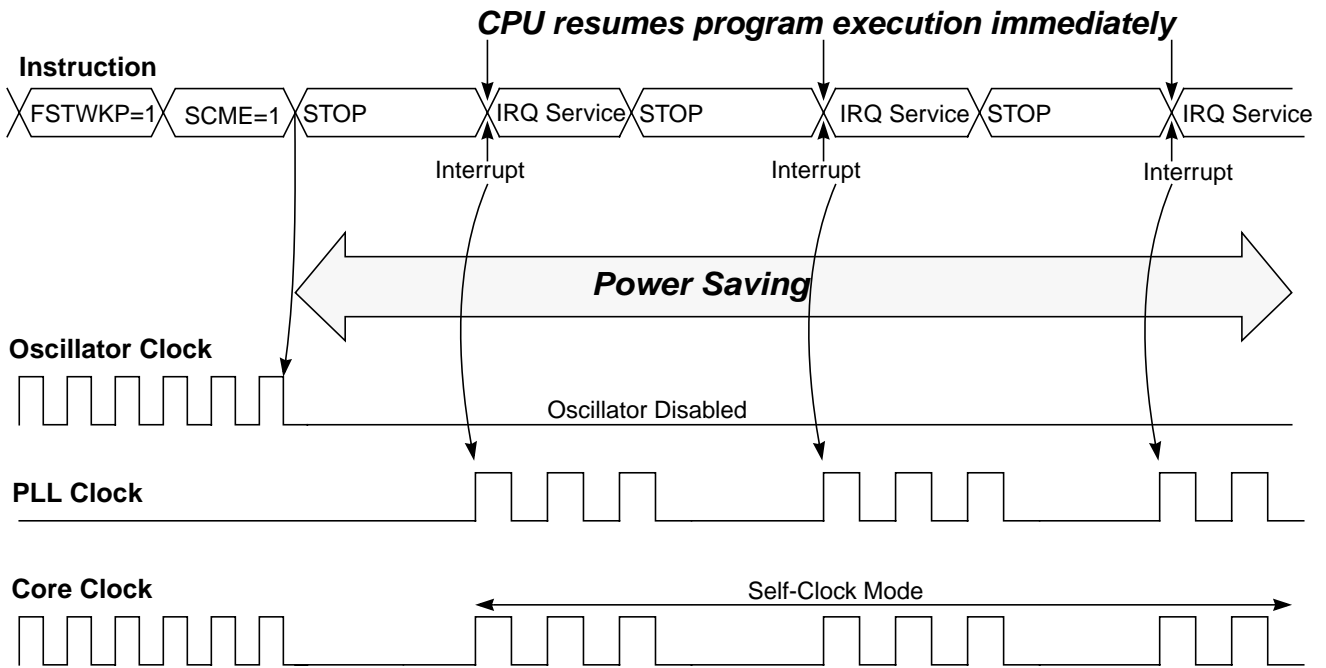 CPU resumes program execution immediately
Instruction
FSTWKP=1 SCME=1 STOP IRQ Service STOP IRQ Service STOP IRQ Service
Interrupt Interrupt Interrupt
Power Saving
Oscillator Clock
Oscillator Disabled
PLL Clock
Core Clock
Self-Clock Mode